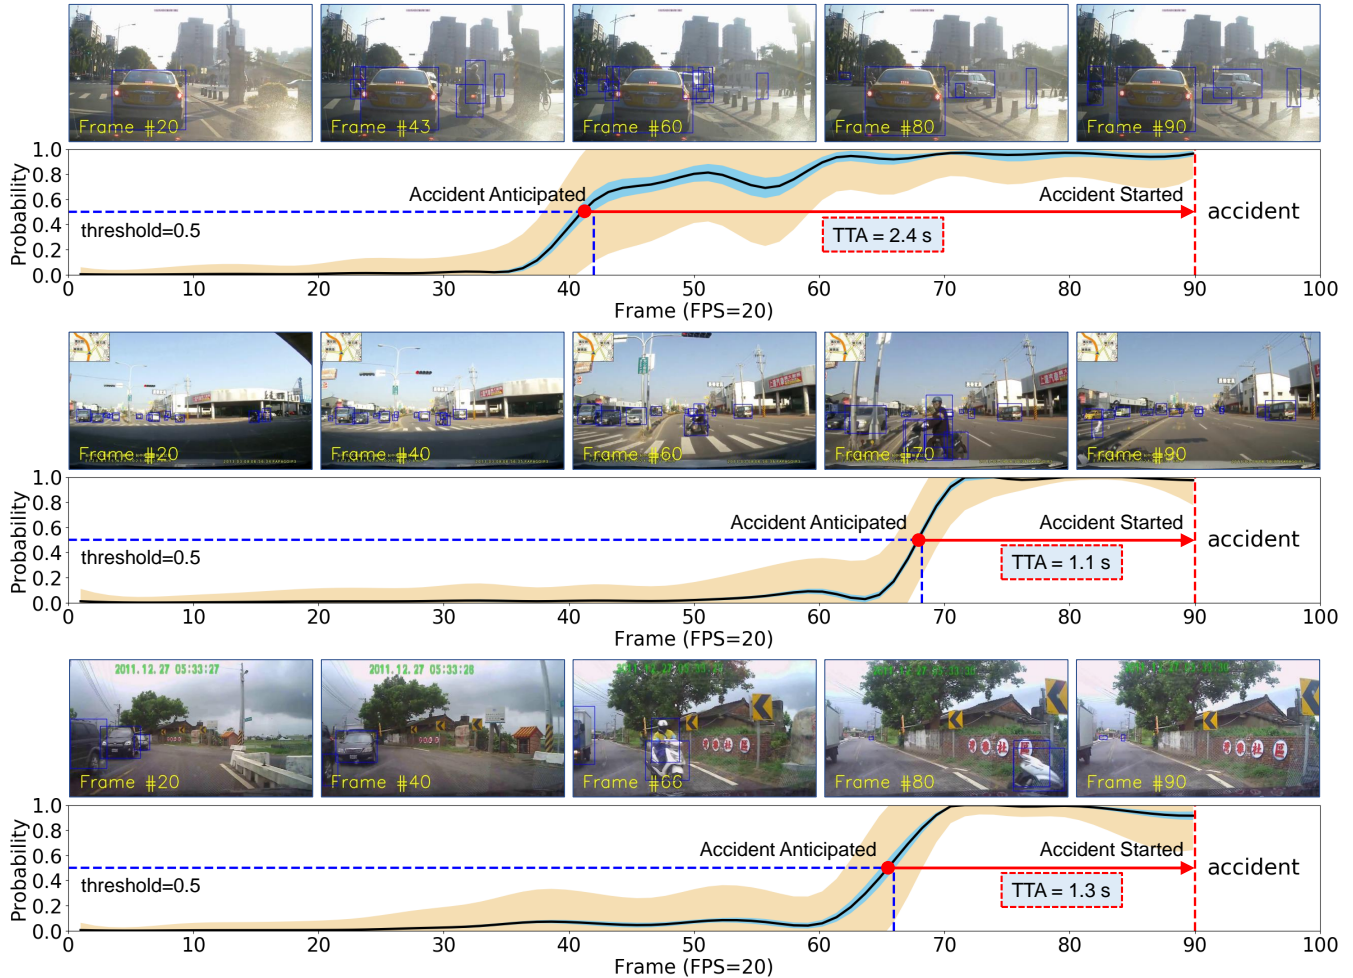 Frame #20
Frame #43
Frame #60
Frame #80
Frame #90
Probability
1.0
0.8
0.6
0.4
0.2
0.0
Accident Anticipated
Accident Started
accident
threshold=0.5
TTA = 2.4 s
0 10 20 30 40 50 60 70 80 90 100
Frame (FPS=20)
Frame #20
Frame #40
Frame #60
Frame #70
Frame #90
Probability
1.0
0.8
0.6
0.4
0.2
0.0
Accident Anticipated
Accident Started
accident
threshold=0.5
TTA = 1.1 s
0 10 20 30 40 50 60 70 80 90 100
Frame (FPS=20)
2011.12.27 05:33:27
Frame #20
2011.12.27 05:33:28
Frame #40
Frame #66
Frame #80
Frame #90
Probability
1.0
0.8
0.6
0.4
0.2
0.0
Accident Anticipated
Accident Started
accident
threshold=0.5
TTA = 1.3 s
0 10 20 30 40 50 60 70 80 90 100
Frame (FPS=20)